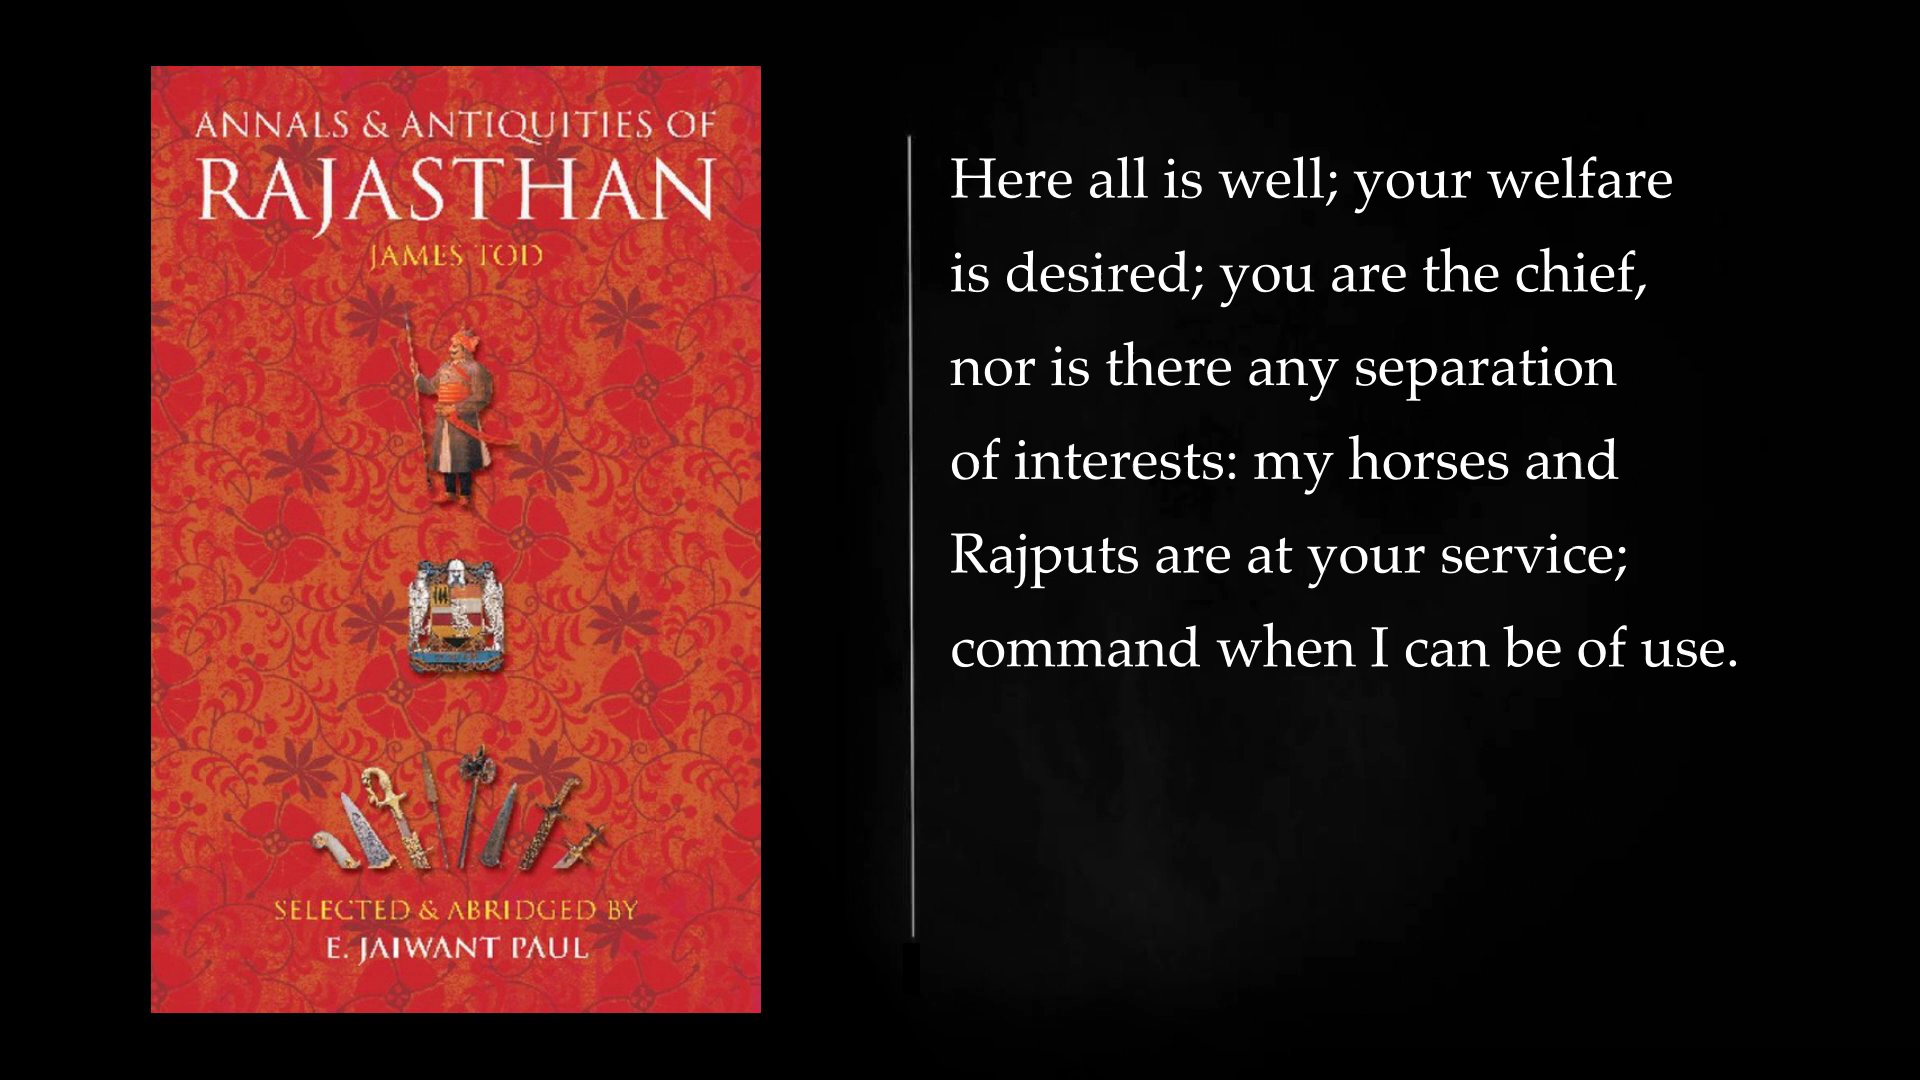 ANNALS & ANTIQUITIES OF
RAJASTHAN
JAMES TOD
SELECTED & ABRIDGED BY
E. JAIWANT PAUL
Here all is well; your welfare
is desired; you are the chief,
nor is there any separation
of interests: my horses and
Rajputs are at your service;
command when I can be of use.